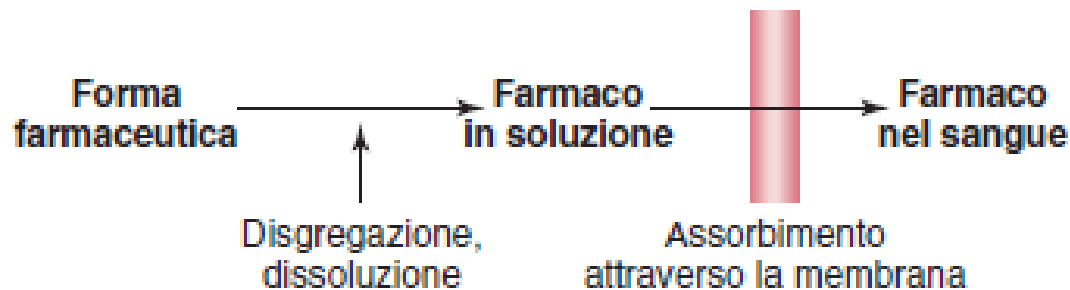 Forma
farmaceutica
Farmaco
in soluzione
Farmaco
nel sangue
Disgregazione,
dissoluzione
Assorbimento
attraverso la membrana